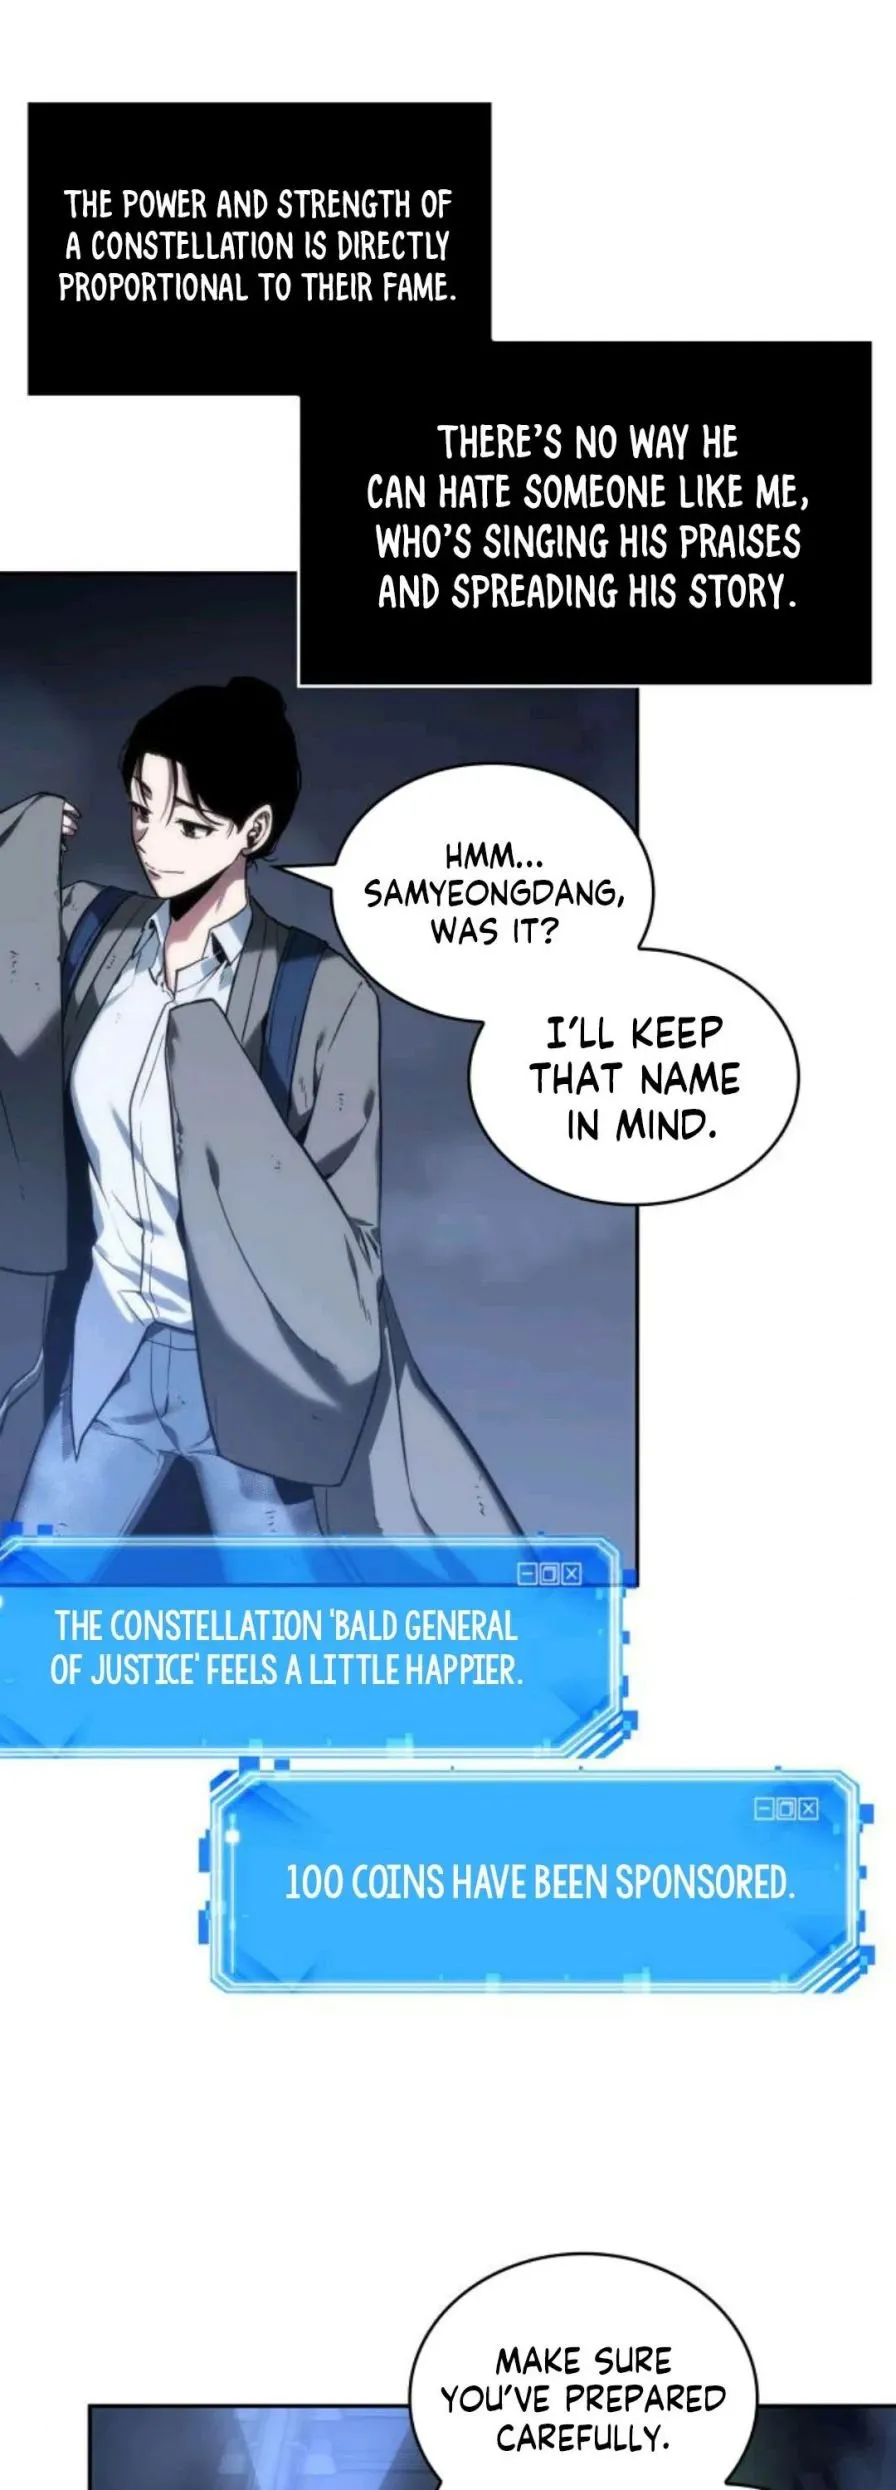 THE POWER AND STRENGTH OF
A CONSTELLATION IS DIRECTLY
PROPORTIONAL TO THEIR FAME.
THERE'S NO WAY HE
CAN HATE SOMEONE LIKE ME,
WHO'S SINGING HIS PRAISES
AND SPREADING HIS STORY.
HMM...
SAMYEONGDANG,
WAS IT?
I'LL KEEP
THAT NAME
IN MIND.
THE CONSTELLATION 'BALD GENERAL
OF JUSTICE' FEELS A LITTLE HAPPIER.
100 COINS HAVE BEEN SPONSORED.
MAKE SURE
YOU'VE PREPARED
CAREFULLY.